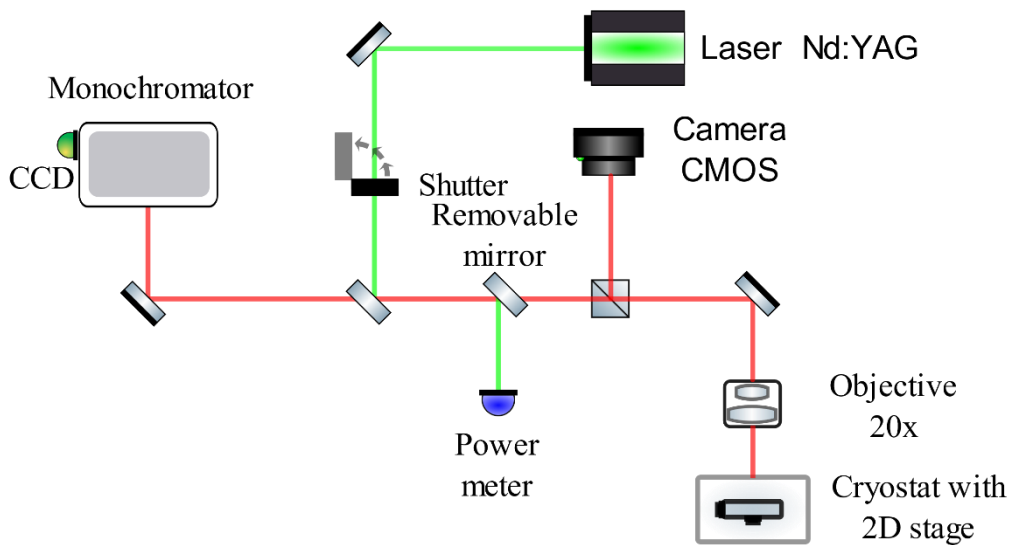 Laser Nd:YAG
Monochromator
CCD
Camera
CMOS
Shutter
Removable
mirror
Objective
20x
Power
meter
Cryostat with
2D stage